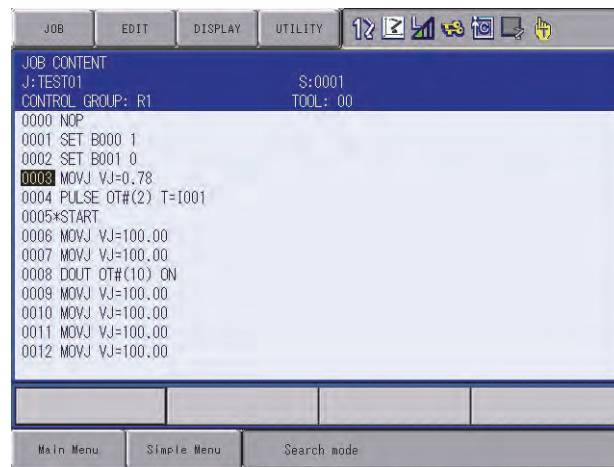 JOB EDIT DISPLAY UTILITY
JOB CONTENT
J:TEST01 S:0001
CONTROL GROUP: R1 TOOL: 00
0000 NOP
0001 SET B000 1
0002 SET B001 0
0003 MOVJ VJ=0.78
0004 PULSE OT#(2) T=I001
0005*START
0006 MOVJ VJ=100.00
0007 MOVJ VJ=100.00
0008 DOUT OT#(10) ON
0009 MOVJ VJ=100.00
0010 MOVJ VJ=100.00
0011 MOVJ VJ=100.00
0012 MOVJ VJ=100.00
Main Menu Simple Menu Search mode